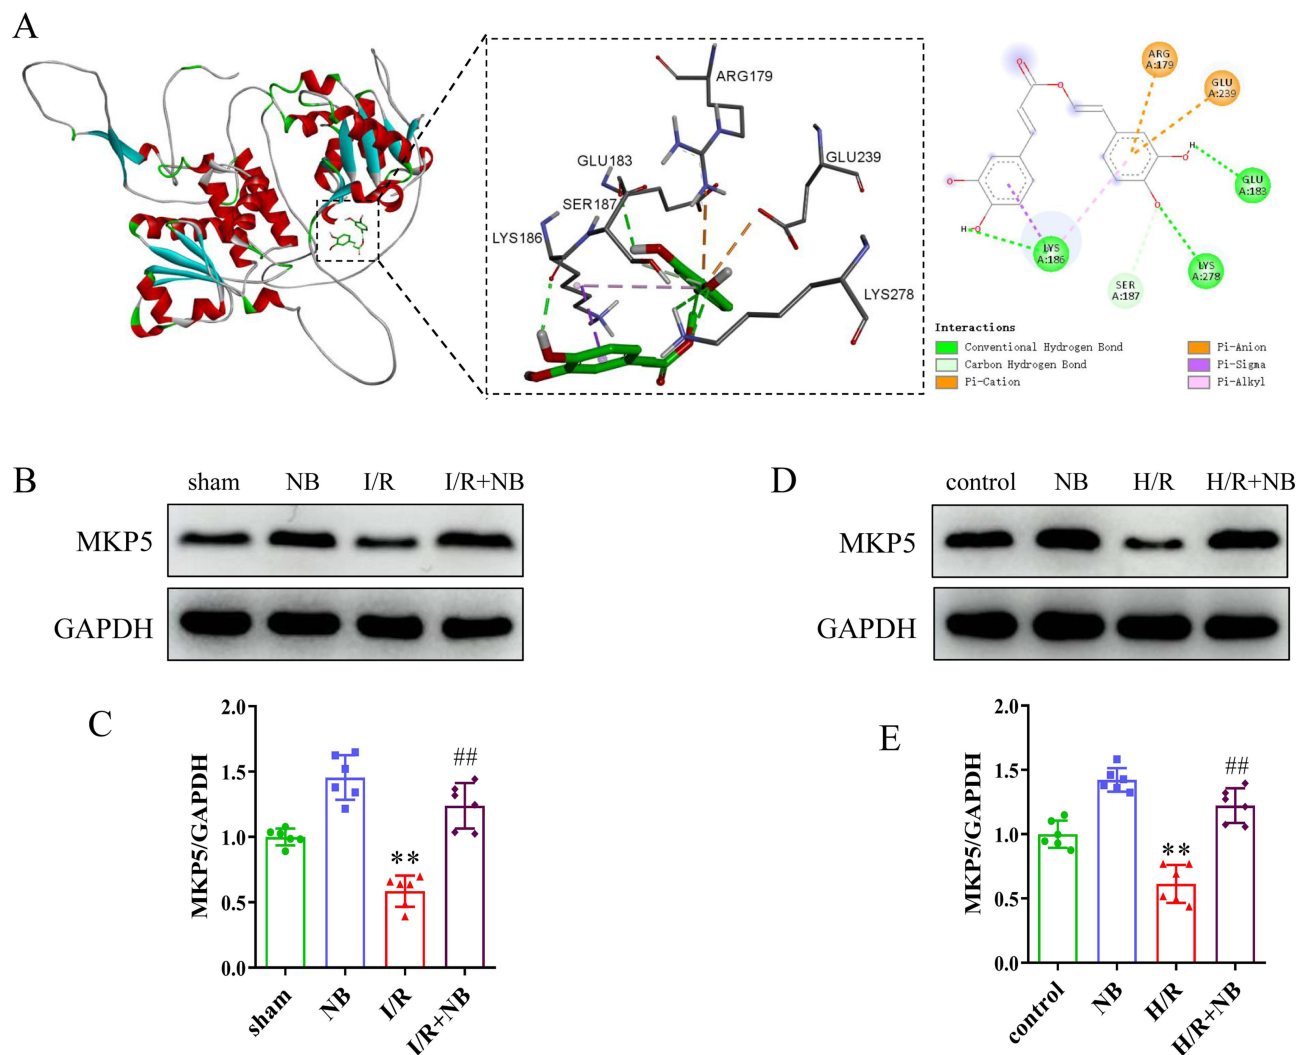 A
ARG179
GLU183
GLU239
SER187
LYS186
LYS278
ARG
A:179
GLU
A:239
H
O
O
O
O
GLU
A:183
H
O
O
LYS
A:186
LYS
A:278
SER
A:187
Interactions
Conventional Hydrogen Bond
Carbon Hydrogen Bond
Pi-Cation
Pi-Anion
Pi-Sigma
Pi-Alkyl
B
sham NB I/R I/R+NB
MKP5
GAPDH
D
control NB H/R H/R+NB
MKP5
GAPDH
C
MKP5/GAPDH
2.0
1.5
1.0
0.5
0.0
**
##
sham
NB
I/R
I/R+NB
E
MKP5/GAPDH
2.0
1.5
1.0
0.5
0.0
**
##
control
NB
H/R
H/R+NB